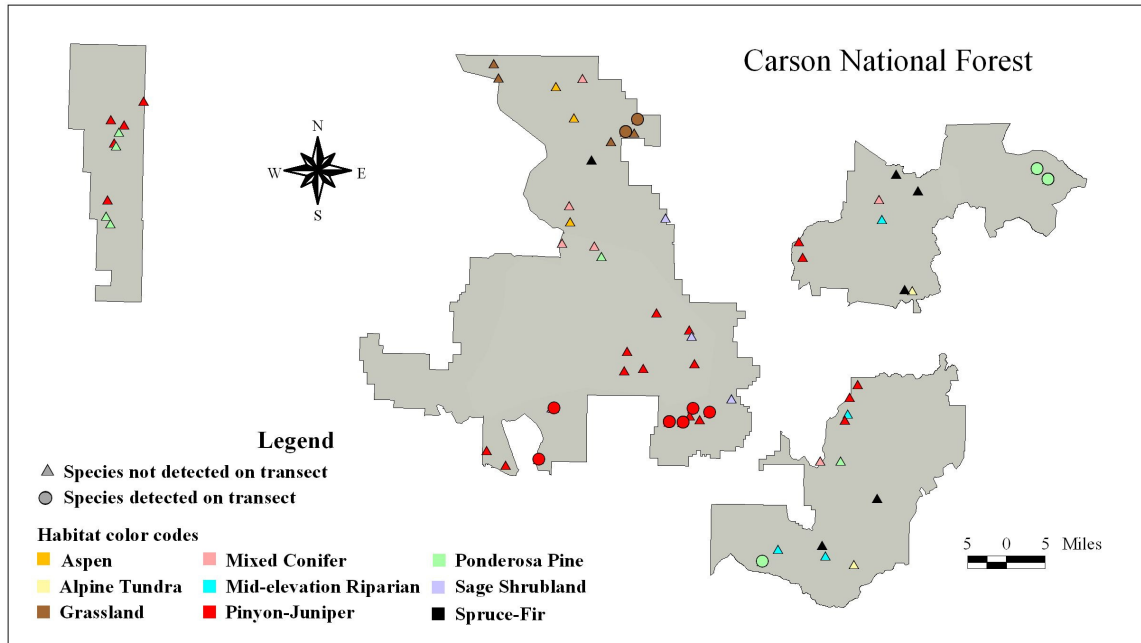 Carson National Forest
N
W E
S
Legend
Species not detected on transect
Species detected on transect
Habitat color codes
Aspen Mixed Conifer Ponderosa Pine
Alpine Tundra Mid-elevation Riparian Sage Shrubland
Grassland Pinyon-Juniper Spruce-Fir
5 0 5 Miles